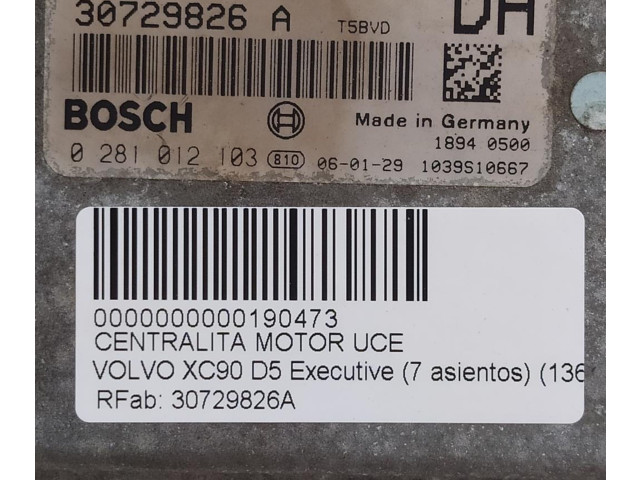 30729826 A T5BVD DH
BOSCH Made in Germany
1894 0500
0 281 012 103 B10 06-01-29 1039S10667
0000000000190473
CENTRALITA MOTOR UCE
VOLVO XC90 D5 Executive (7 asientos) (136
RFab: 30729826A